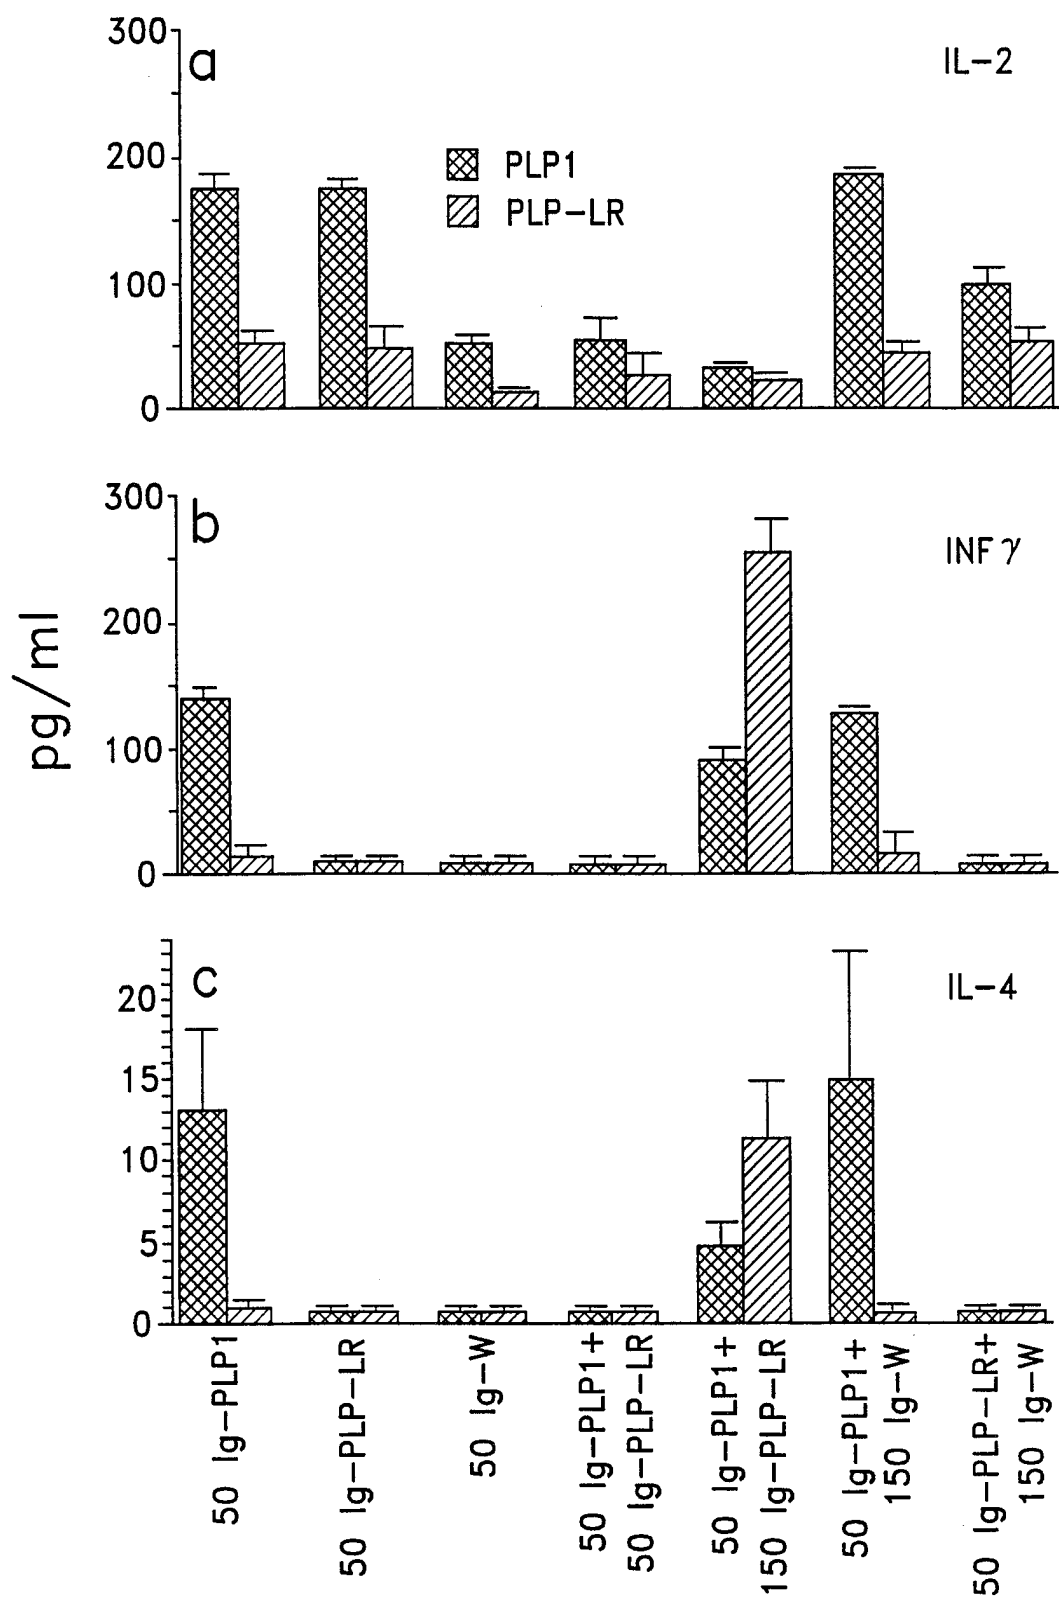 300
a
IL-2
200
PLP1
PLP-LR
100
0
300
b
INF γ
200
100
0
pg/ml
c
IL-4
20
15
10
5
0
50 Ig-PLP1
50 Ig-PLP-LR
50 Ig-W
50 Ig-PLP1+
50 Ig-PLP-LR
50 Ig-PLP1+
150 Ig-PLP-LR
50 Ig-PLP1+
150 Ig-W
50 Ig-PLP-LR+
150 Ig-W